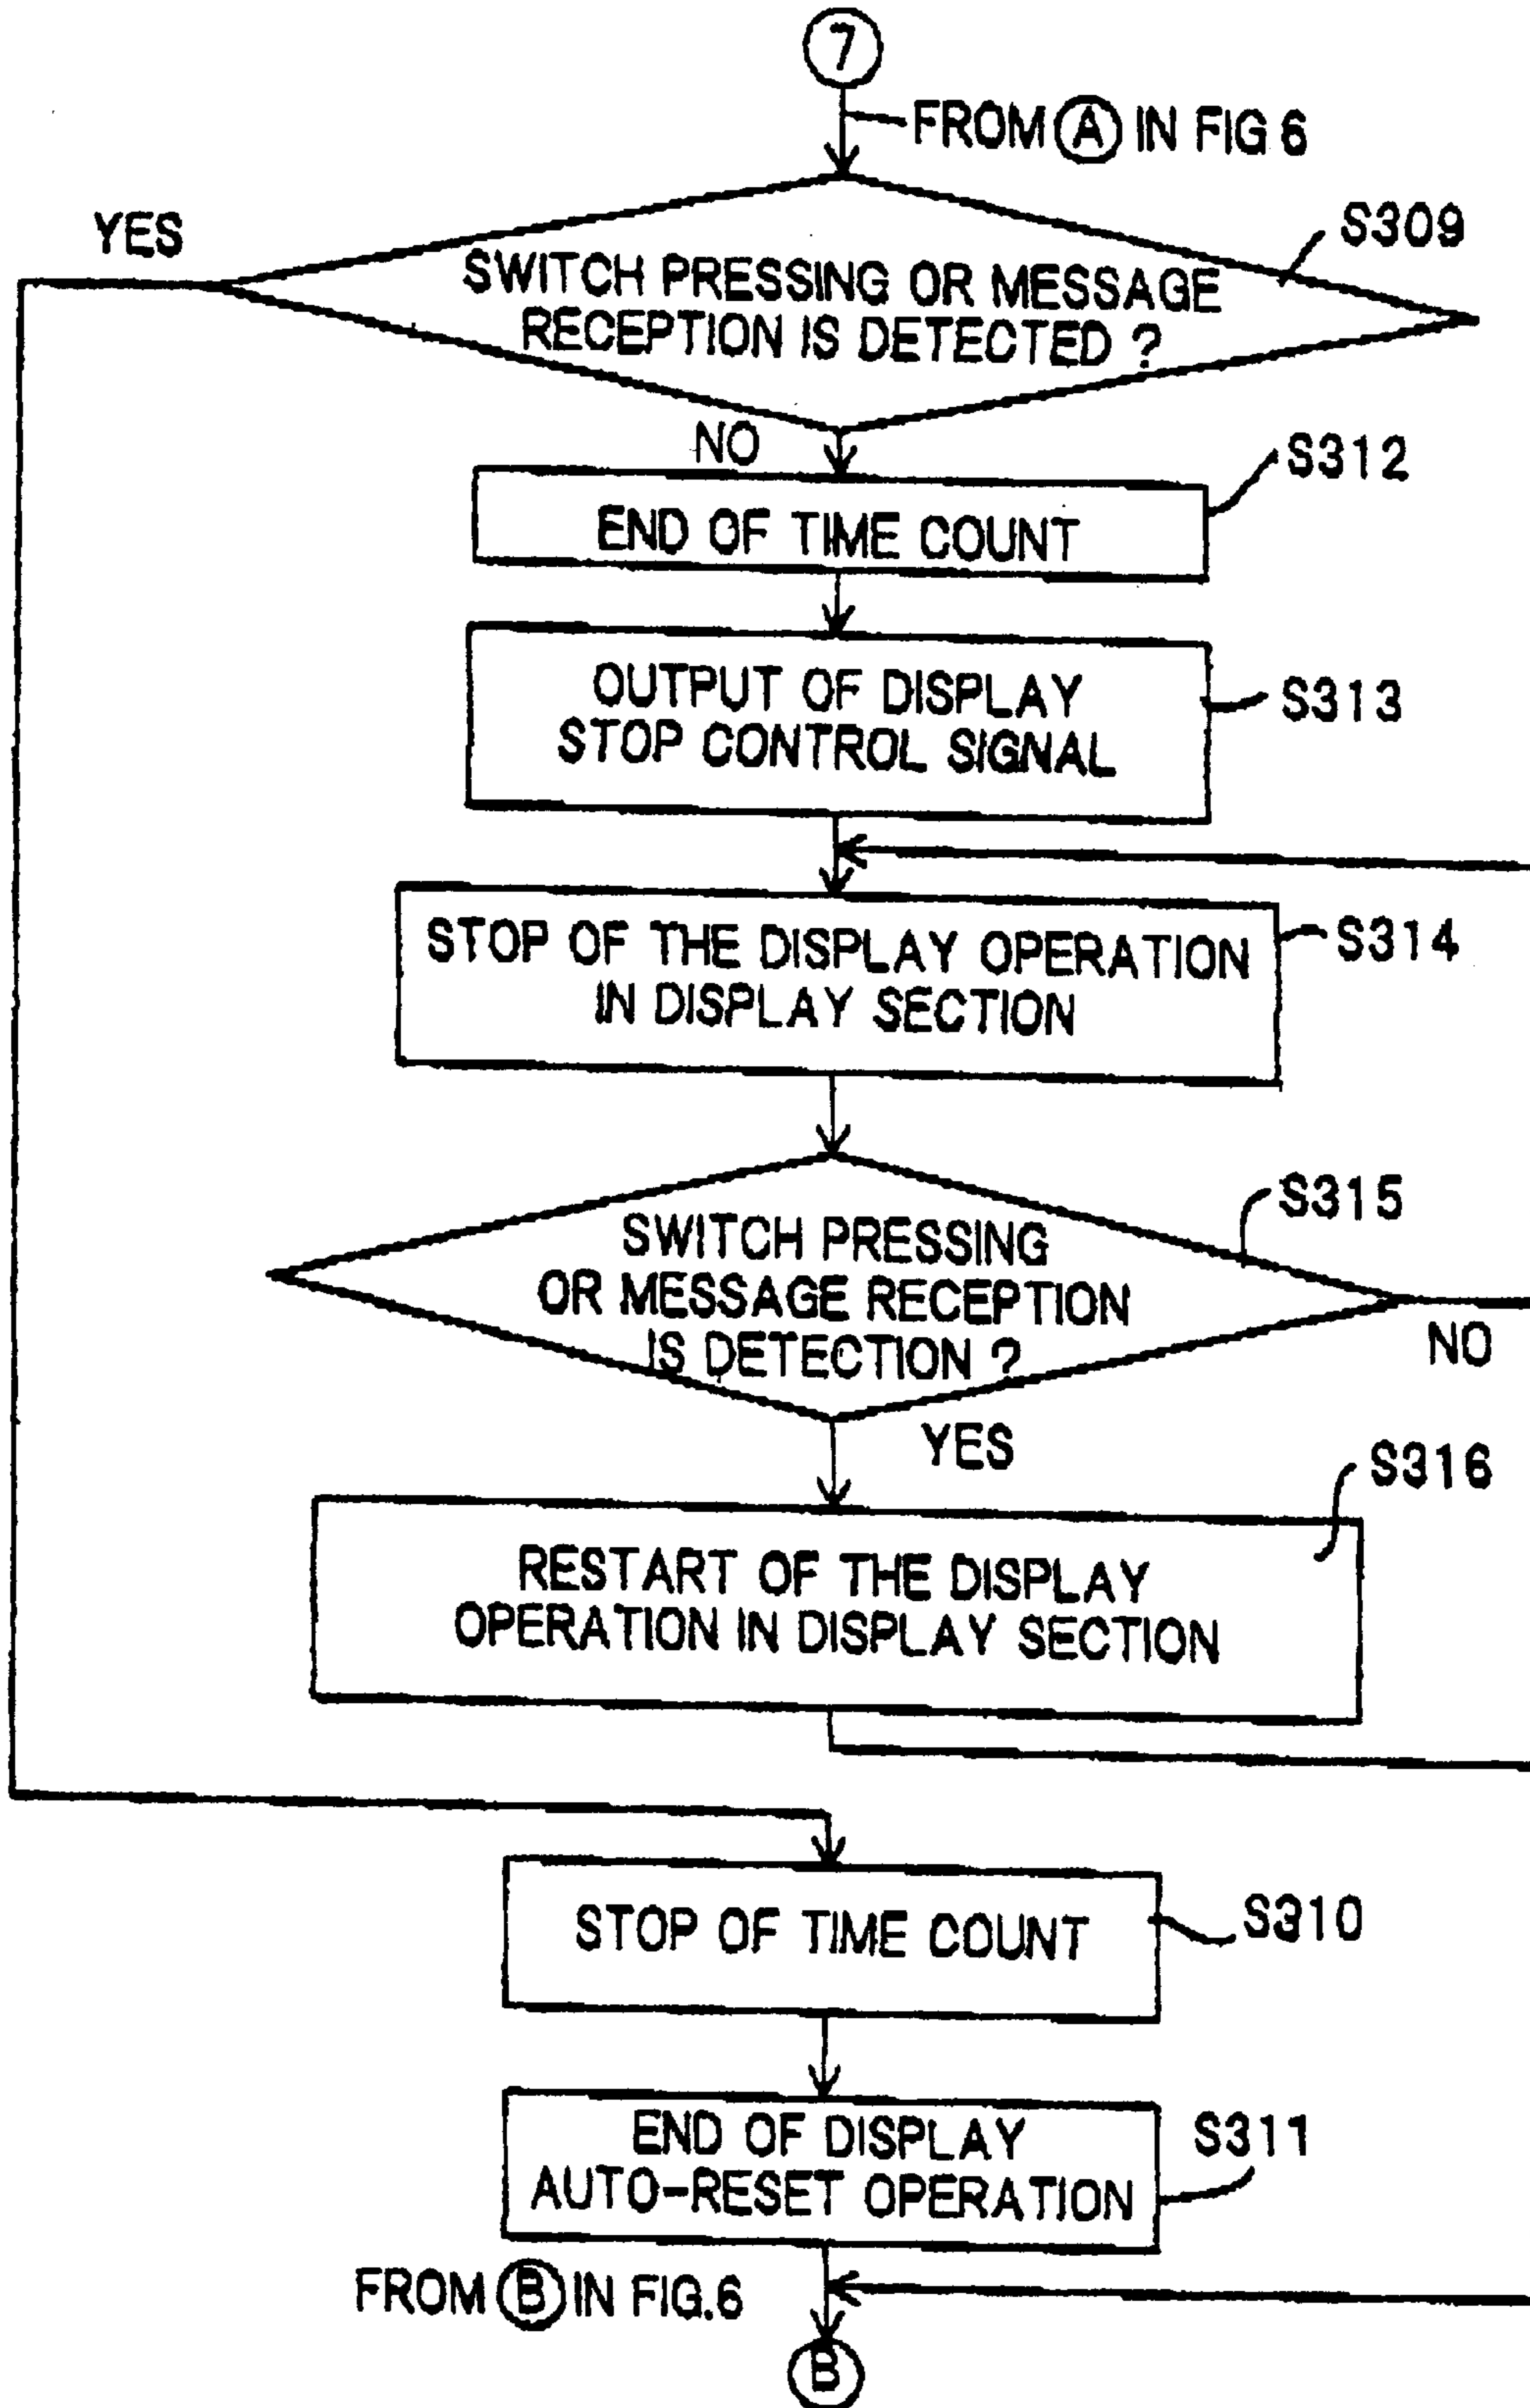 7
FROM A IN FIG 6
YES
S309
SWITCH PRESSING OR MESSAGE
RECEPTION IS DETECTED ?
NO
S312
END OF TIME COUNT
OUTPUT OF DISPLAY
STOP CONTROL SIGNAL
S313
STOP OF THE DISPLAY OPERATION
IN DISPLAY SECTION
S314
S315
SWITCH PRESSING
OR MESSAGE RECEPTION
IS DETECTION ?
NO
YES
S316
RESTART OF THE DISPLAY
OPERATION IN DISPLAY SECTION
STOP OF TIME COUNT
S310
END OF DISPLAY
AUTO-RESET OPERATION
S311
FROM B IN FIG.6
B